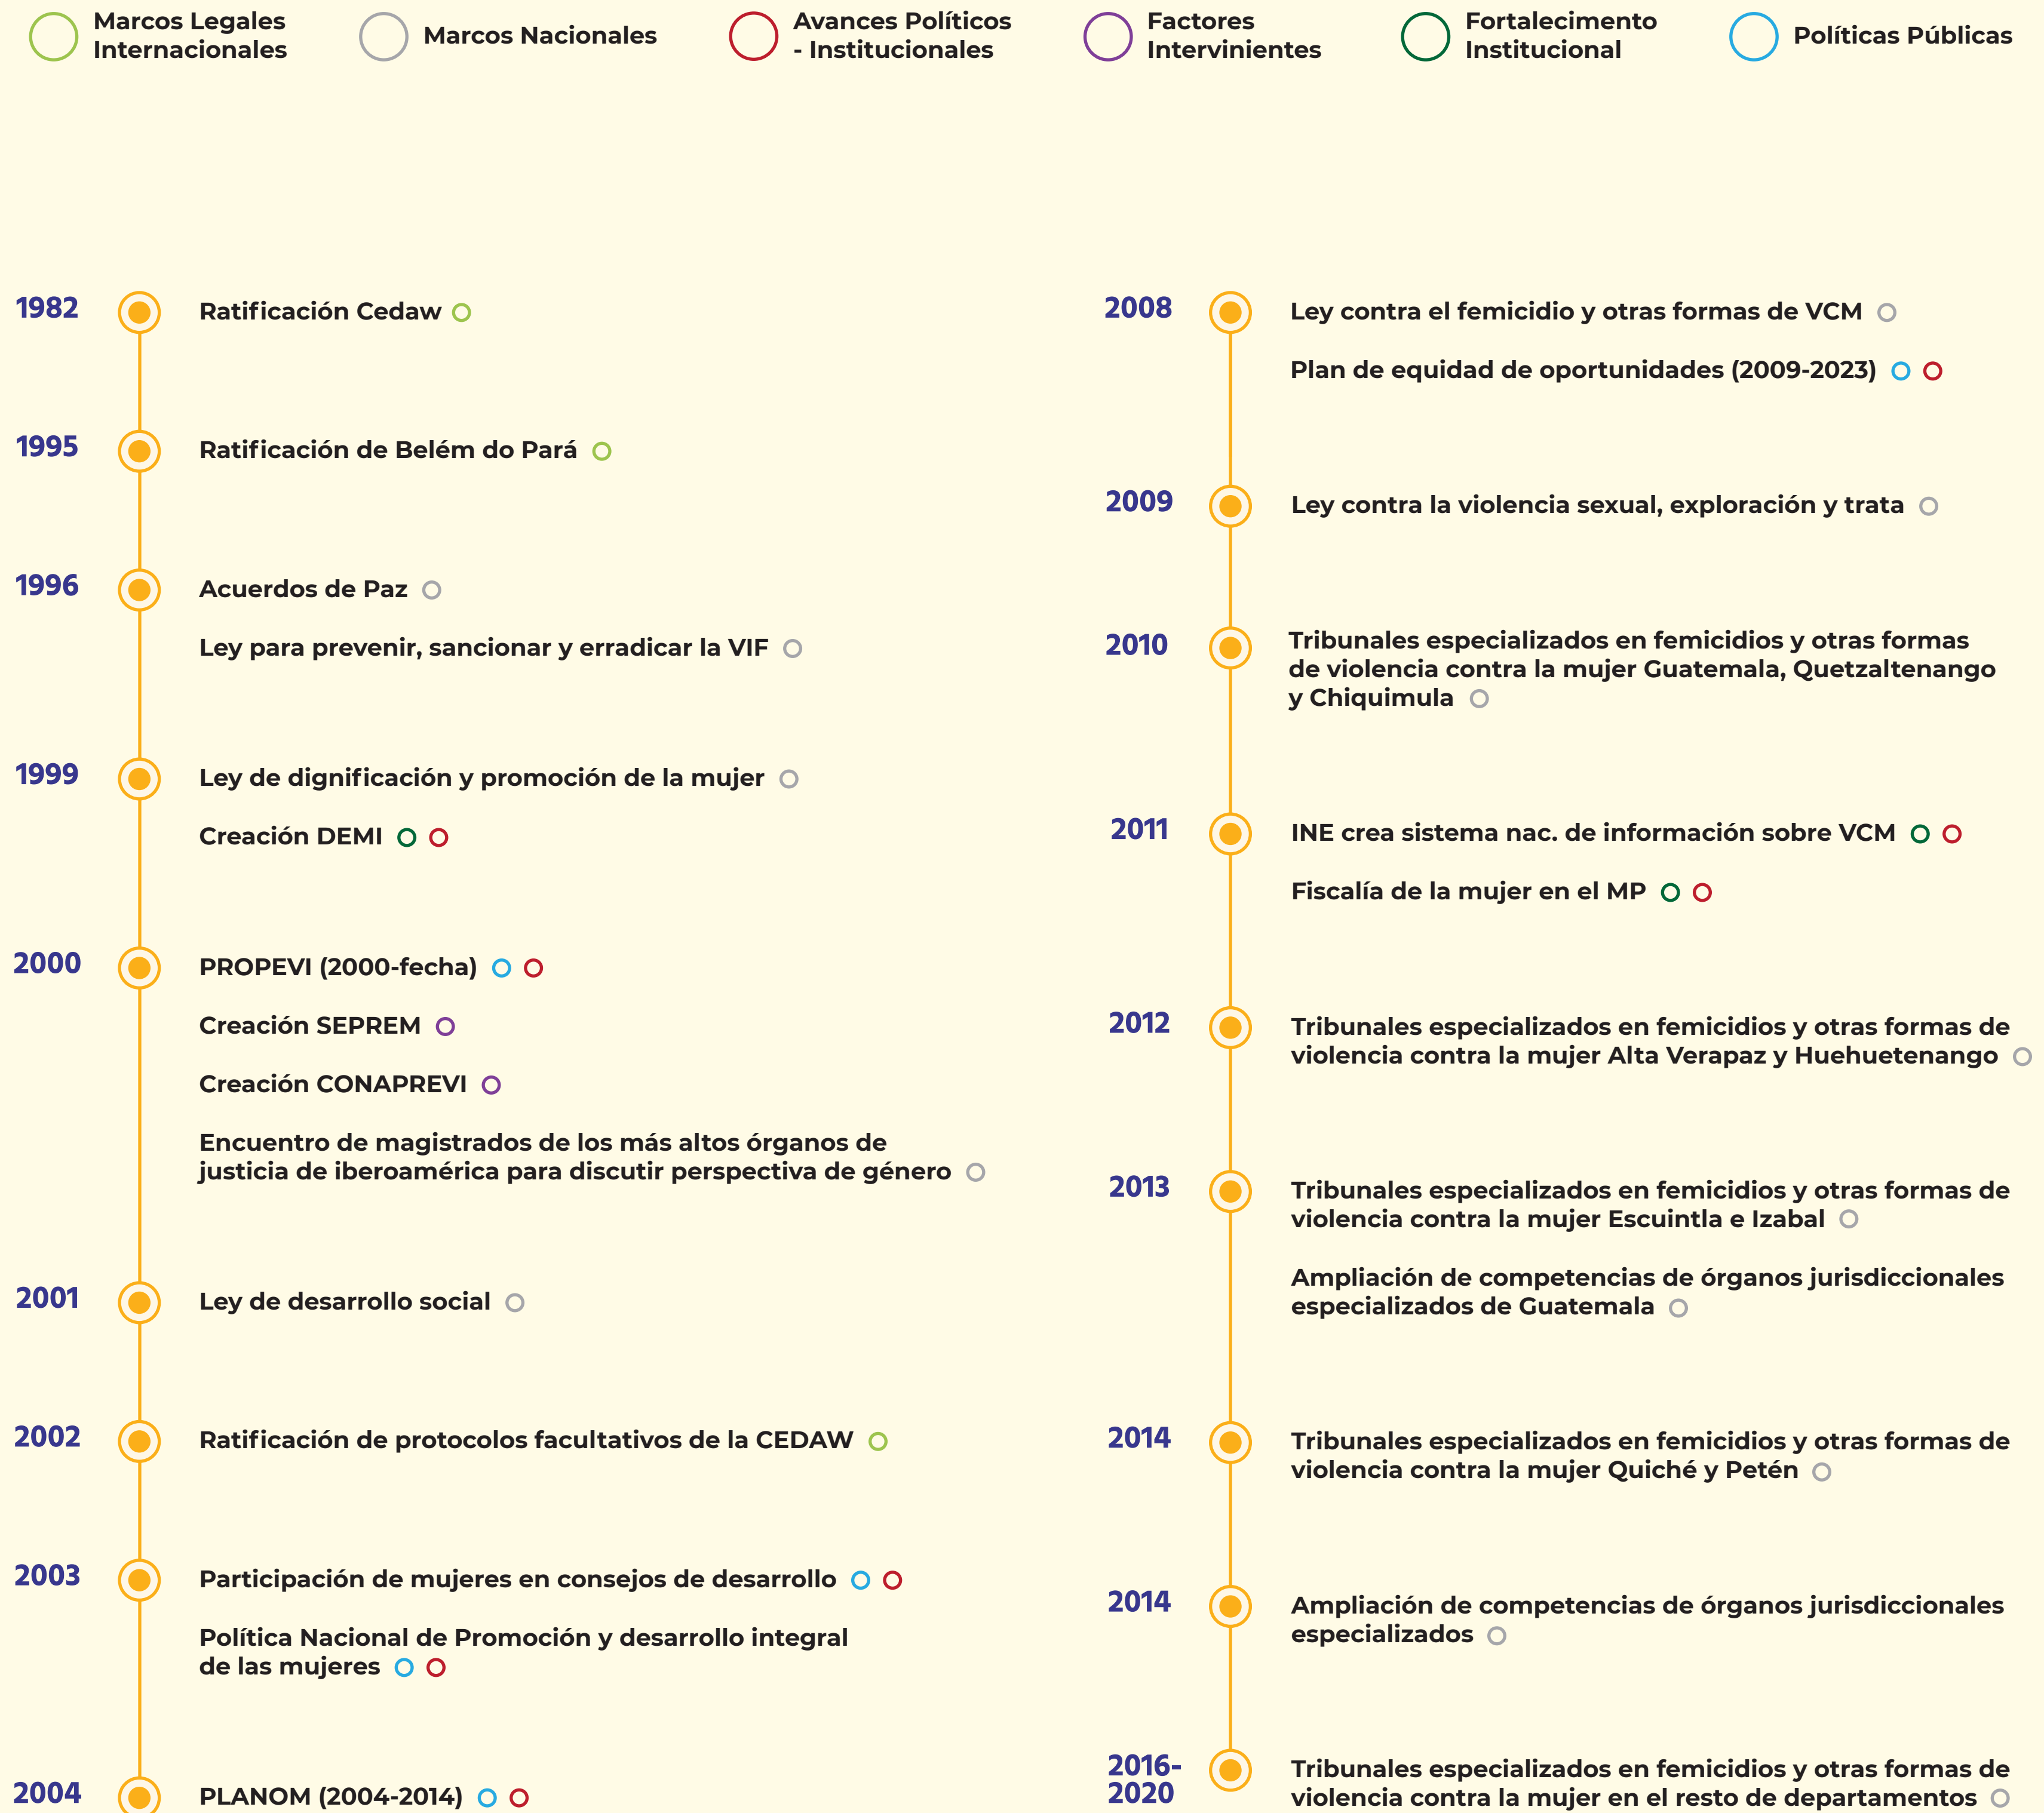 Marcos Legales
Internacionales
Marcos Nacionales
Avances Políticos
- Institucionales
Factores
Intervinientes
Fortalecimento
Institucional
Políticas Públicas
1982
Ratificación Cedaw
1995
Ratificación de Belém do Pará
1996
Acuerdos de Paz
Ley para prevenir, sancionar y erradicar la VIF
1999
Ley de dignificación y promoción de la mujer
Creación DEMI
2000
PROPEVI (2000-fecha)
Creación SEPREM
Creación CONAPREVI
Encuentro de magistrados de los más altos órganos de
justicia de iberoamérica para discutir perspectiva de género
2001
Ley de desarrollo social
2002
Ratificación de protocolos facultativos de la CEDAW
2003
Participación de mujeres en consejos de desarrollo
Política Nacional de Promoción y desarrollo integral
de las mujeres
2004
PLANOM (2004-2014)
2008
Ley contra el femicidio y otras formas de VCM
Plan de equidad de oportunidades (2009-2023)
2009
Ley contra la violencia sexual, exploración y trata
2010
Tribunales especializados en femicidios y otras formas
de violencia contra la mujer Guatemala, Quetzaltenango
y Chiquimula
2011
INE crea sistema nac. de información sobre VCM
Fiscalía de la mujer en el MP
2012
Tribunales especializados en femicidios y otras formas de
violencia contra la mujer Alta Verapaz y Huehuetenango
2013
Tribunales especializados en femicidios y otras formas de
violencia contra la mujer Escuintla e Izabal
Ampliación de competencias de órganos jurisdiccionales
especializados de Guatemala
2014
Tribunales especializados en femicidios y otras formas de
violencia contra la mujer Quiché y Petén
2014
Ampliación de competencias de órganos jurisdiccionales
especializados
2016-
2020
Tribunales especializados en femicidios y otras formas de
violencia contra la mujer en el resto de departamentos